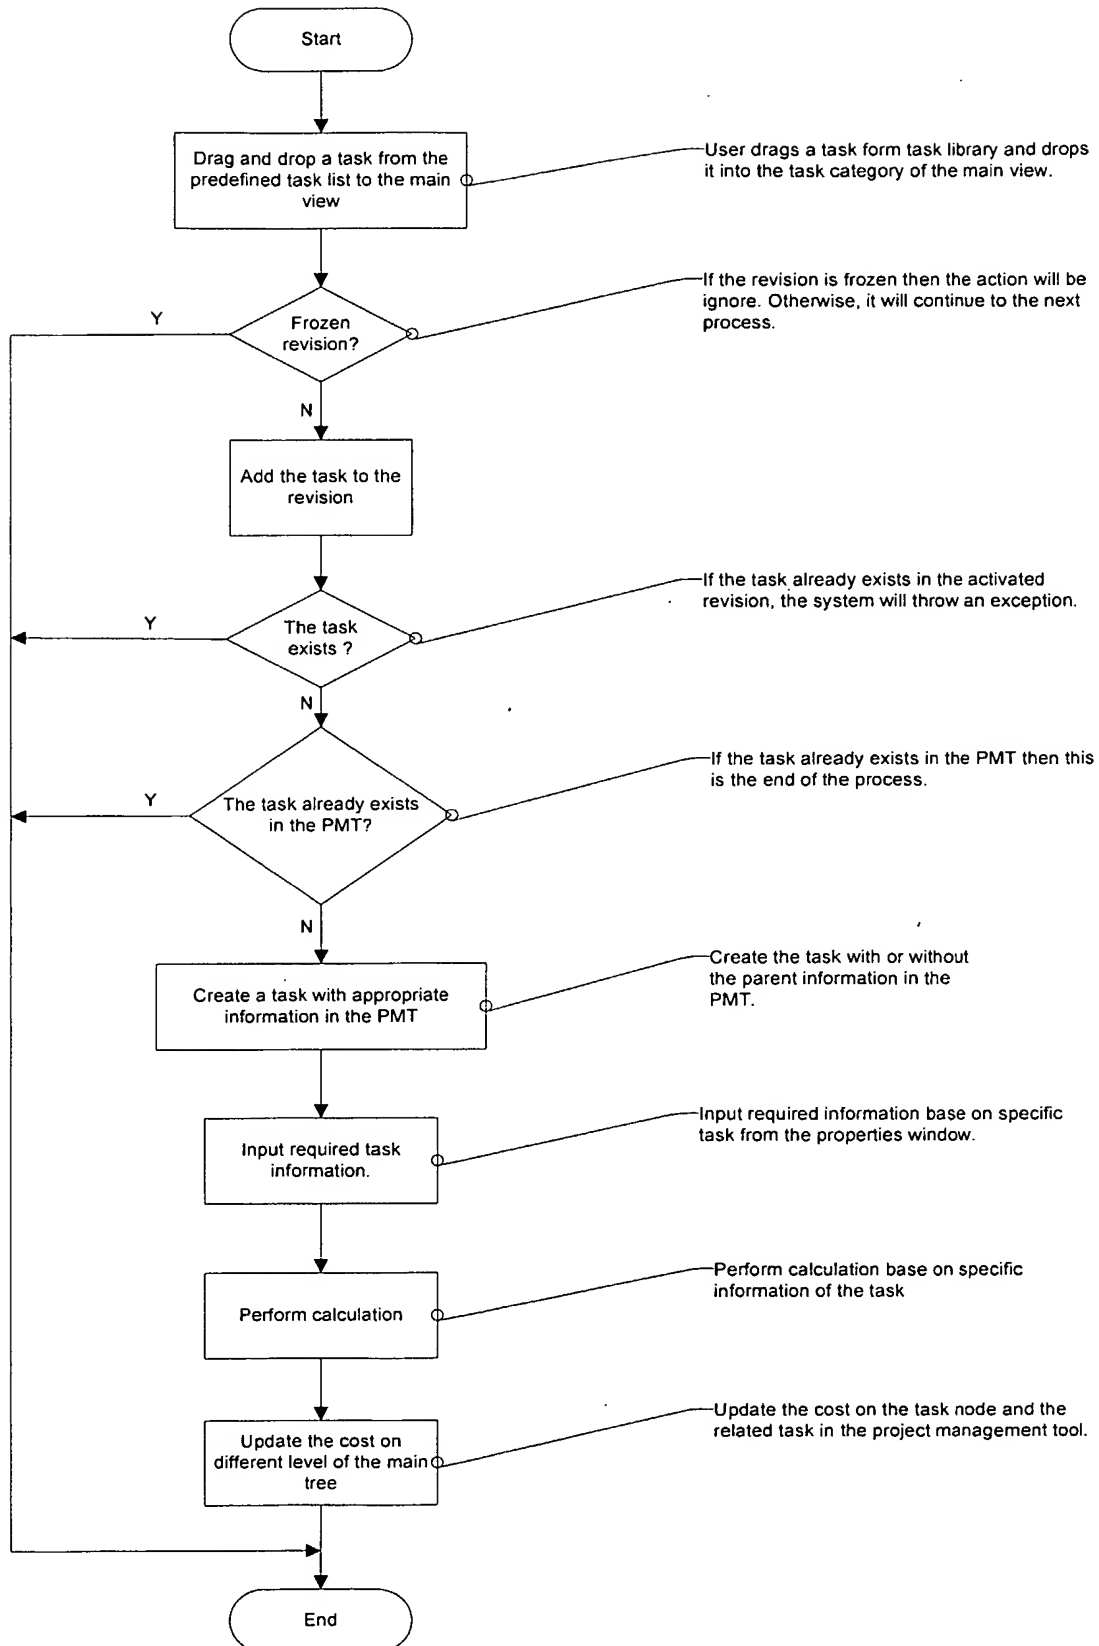 Start
Drag and drop a task from the
predefined task list to the main
view
User drags a task form task library and drops
it into the task category of the main view.
If the revision is frozen then the action will be
ignore. Otherwise, it will continue to the next
process.
Y
Frozen
revision?
N
Add the task to the
revision
If the task already exists in the activated
revision, the system will throw an exception.
Y
The task
exists ?
N
If the task already exists in the PMT then this
is the end of the process.
Y
The task already exists
in the PMT?
N
Create the task with or without
the parent information in the
PMT.
Create a task with appropriate
information in the PMT
Input required information base on specific
task from the properties window.
Input required task
information.
Perform calculation base on specific
information of the task
Perform calculation
Update the cost on the task node and the
related task in the project management tool.
Update the cost on
different level of the main
tree
End